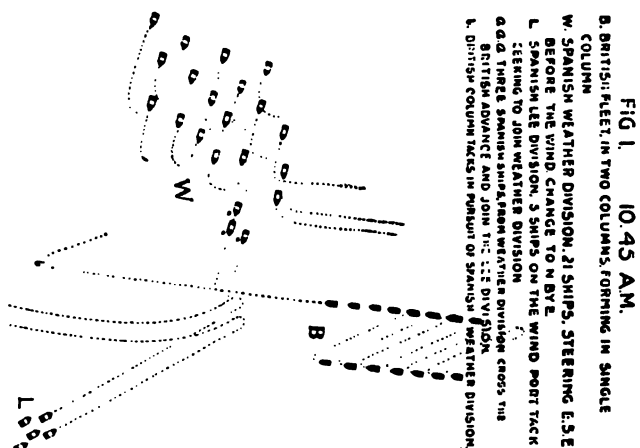 FIG 1. 10.45 A.M.
B. BRITISH FLEET, IN TWO COLUMNS, FORMING IN SINGLE
COLUMN
W. SPANISH WEATHER DIVISION, 21 SHIPS, STEERING E.S.E
BEFORE THE WIND CHANGE TO N BY E
L SPANISH LEE DIVISION, 5 SHIPS ON THE WIND PORT TACK
SEEKING TO JOIN WEATHER DIVISION
a.a.a THREE SPANISH SHIPS, FROM WEATHER DIVISION CROSS THE
BRITISH ADVANCE AND JOIN THE LEE DIVISION
b. BRITISH COLUMN TACKS IN PURSUIT OF SPANISH WEATHER DIVISION
W
b
B
L